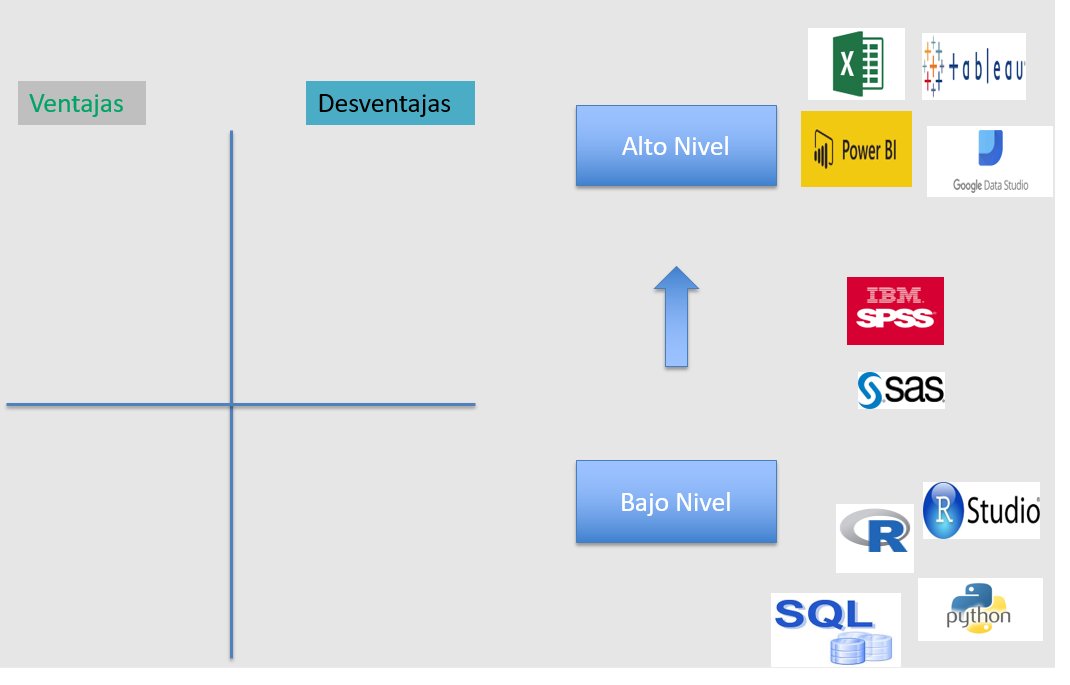 Ventajas
Desventajas
Alto Nivel
X
tableau
Power BI
Google Data Studio
IBM
SPSS
sas
Bajo Nivel
R Studio
R
SQL
python